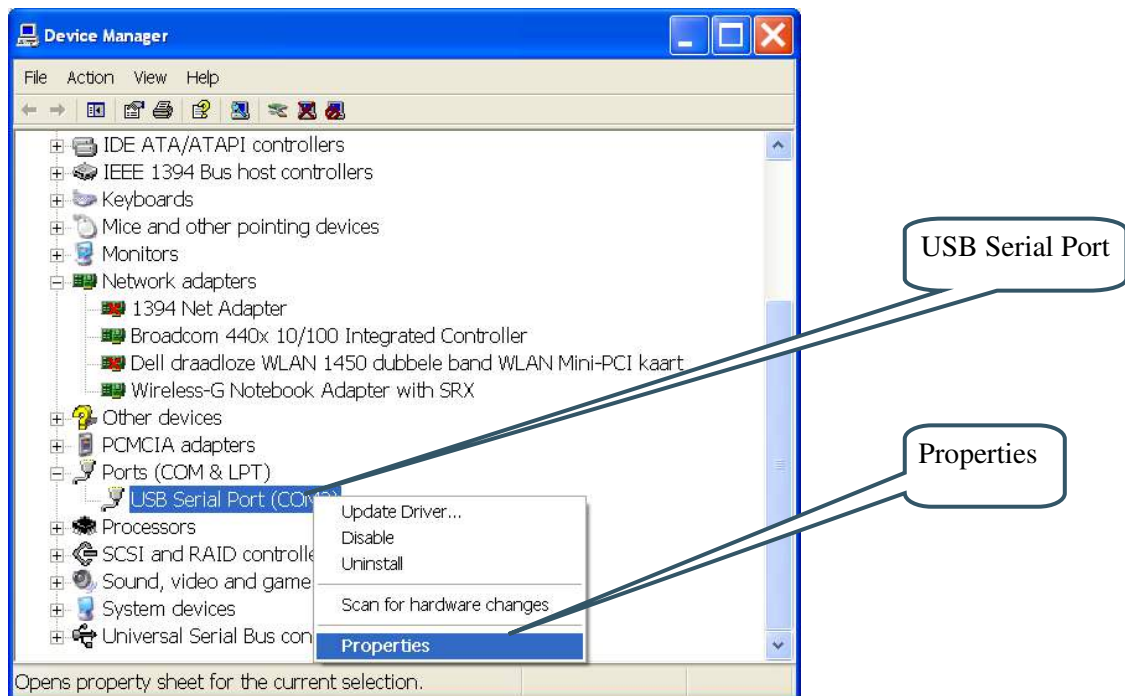 Device Manager
File Action View Help
IDE ATA/ATAPI controllers
IEEE 1394 Bus host controllers
Keyboards
Mice and other pointing devices
Monitors
Network adapters
1394 Net Adapter
Broadcom 440x 10/100 Integrated Controller
Dell draadloze WLAN 1450 dubbele band WLAN Mini-PCI kaart
Wireless-G Notebook Adapter with SRX
Other devices
PCMCIA adapters
Ports (COM & LPT)
USB Serial Port
Processors
SCSI and RAID controlle
Sound, video and game
System devices
Universal Serial Bus con
Update Driver...
Disable
Uninstall
Scan for hardware changes
Properties
Opens property sheet for the current selection.
USB Serial Port
Properties